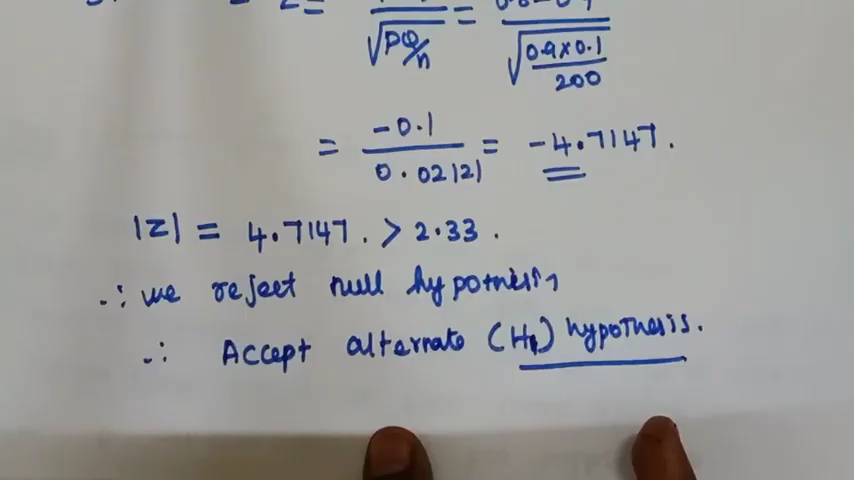 = Z = / √PQ/n = / √0.9×0.1/200
= -0.1/0.02121 = -4.7147.
|Z| = 4.7147. > 2.33.
∴ we reject null hypothesis
∴ Accept alternate (H1) hypothesis.